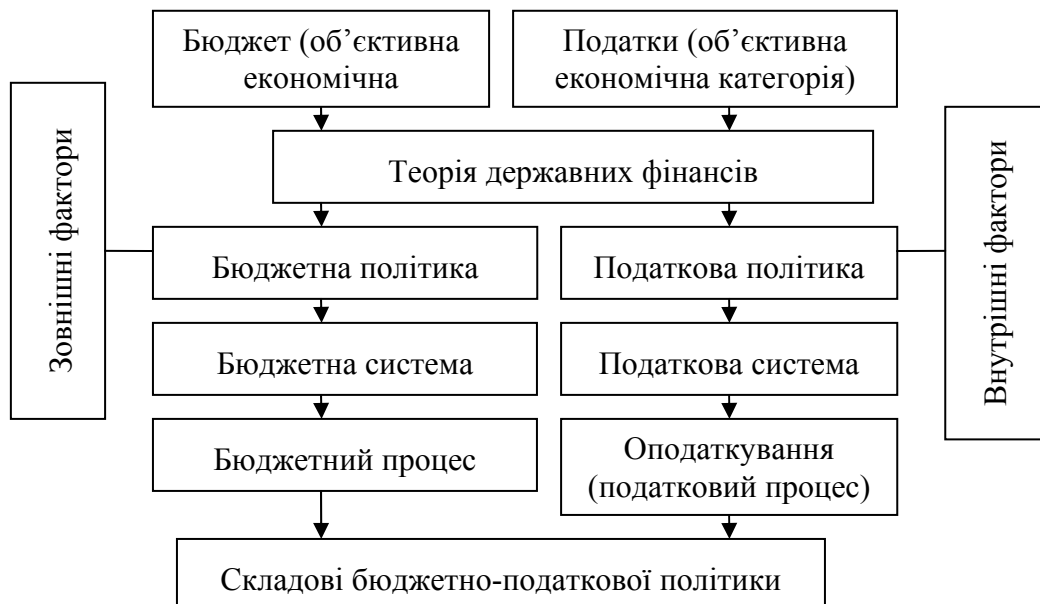 Бюджет (об’єктивна
економічна
Податки (об’єктивна
економічна категорія)
Зовнішні фактори
Внутрішні фактори
Теорія державних фінансів
Бюджетна політика
Податкова політика
Бюджетна система
Податкова система
Бюджетний процес
Оподаткування
(податковий процес)
Складові бюджетно-податкової політики